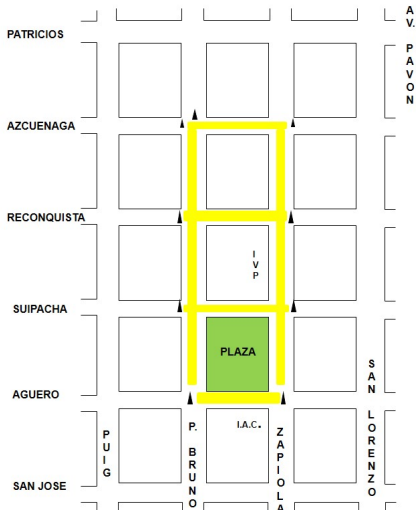 AV. PAVON
PATRICIOS
AZCUENAGA
RECONQUISTA
IVP
SUIPACHA
PLAZA
AGUERO
SAN LORENZO
I.A.C.
PUIG
P. BRUNO
ZAPIOLA
SAN JOSE